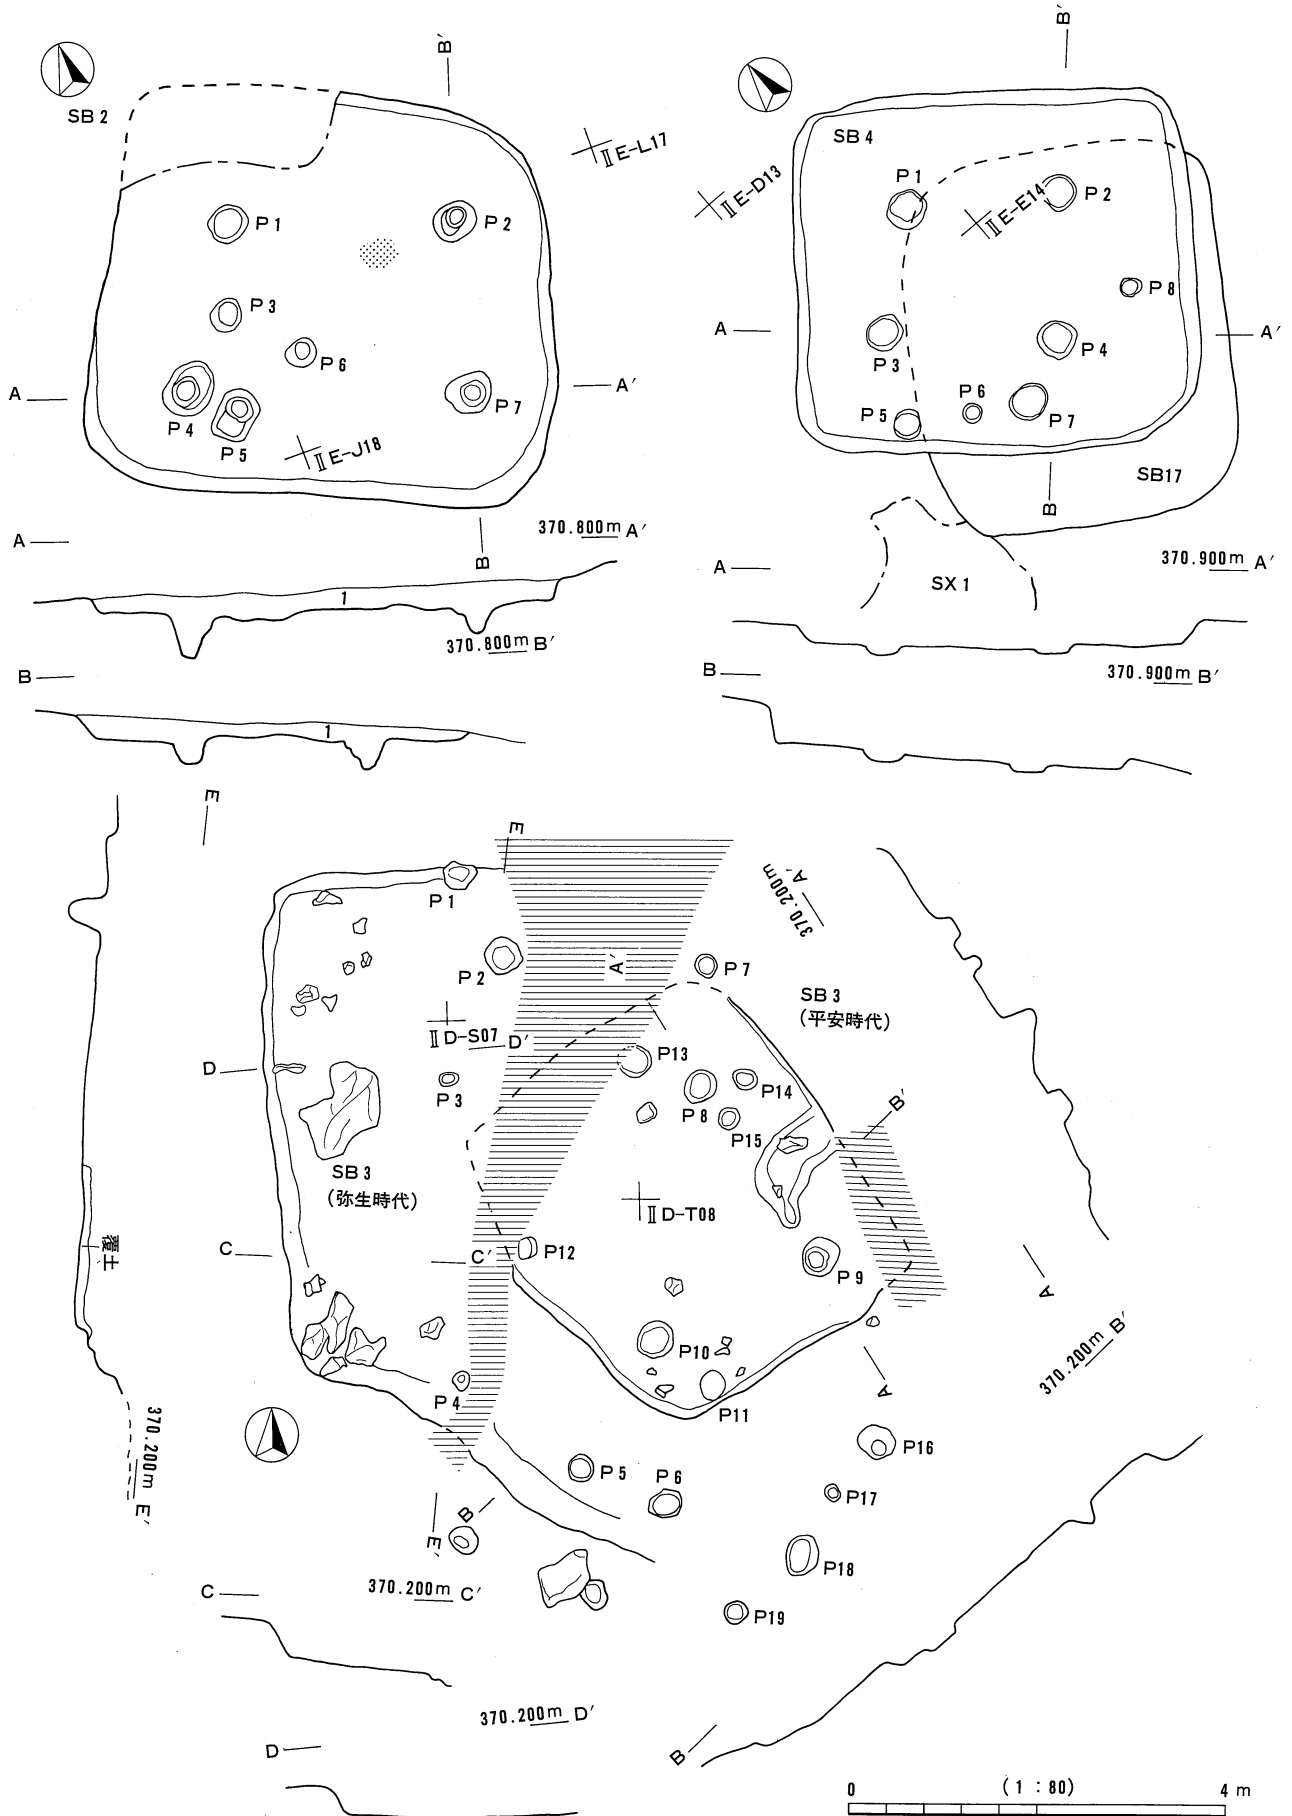 B′
SB 2
ⅡE-L17
P 1
P 2
P 3
P 6
A
A′
P 4
P 5
P 7
ⅡE-J18
B
370.800m A′
A
1
370.800m B′
B
1
B′
SB 4
ⅡE-D13
P 1
ⅡE-E14
P 2
P 8
A
A′
P 3
P 4
P 5
P 6
P 7
SB17
B
370.900m A′
A
SX 1
370.900m B′
B
E
E
370.200m A′
P 1
A′
P 2
P 7
SB 3
(平安時代)
ⅡD-S07
D′
D
P13
P 3
P 8
P14
P15
B′
SB 3
(弥生時代)
ⅡD-T08
覆土
C
C′
P12
P 9
A
P10
370.200m B′
P 4
P11
A
370.200m E′
P16
P 5
P 6
P17
B
E′
P18
370.200m C′
C
P19
370.200m D′
D
B
0
(1 : 80)
4 m